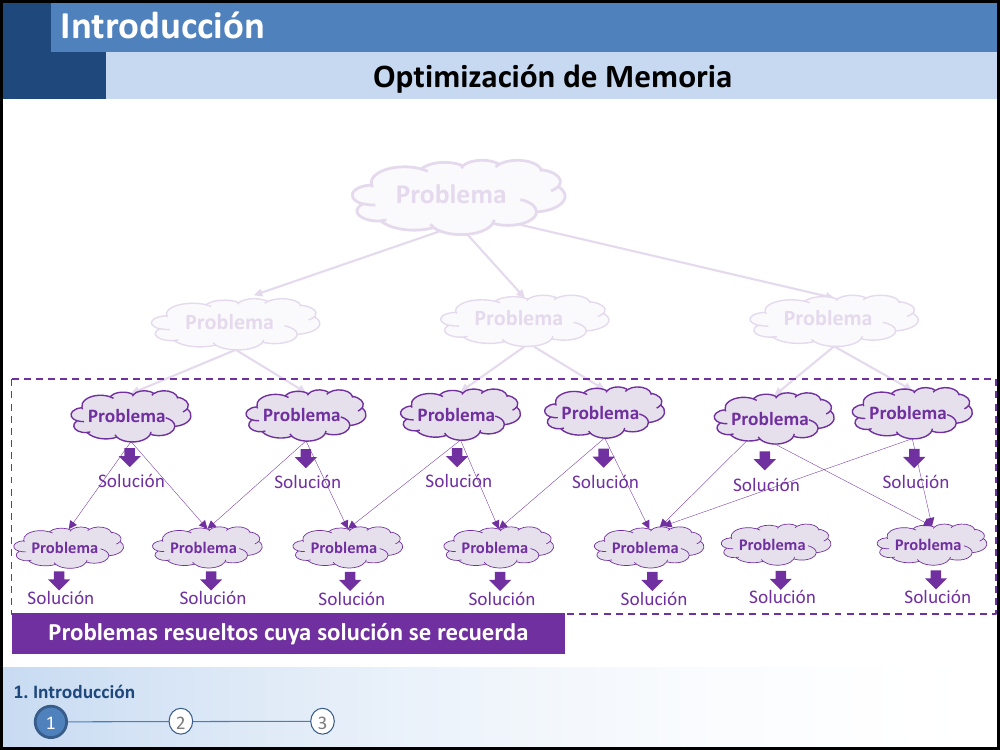 Introducción
Optimización de Memoria
Problema
Problema Problema Problema
Problema Problema Problema Problema Problema Problema
Solución Solución Solución Solución Solución Solución
Problema Problema Problema Problema Problema Problema Problema
Solución Solución Solución Solución Solución Solución Solución
Problemas resueltos cuya solución se recuerda
1. Introducción
1 2 3